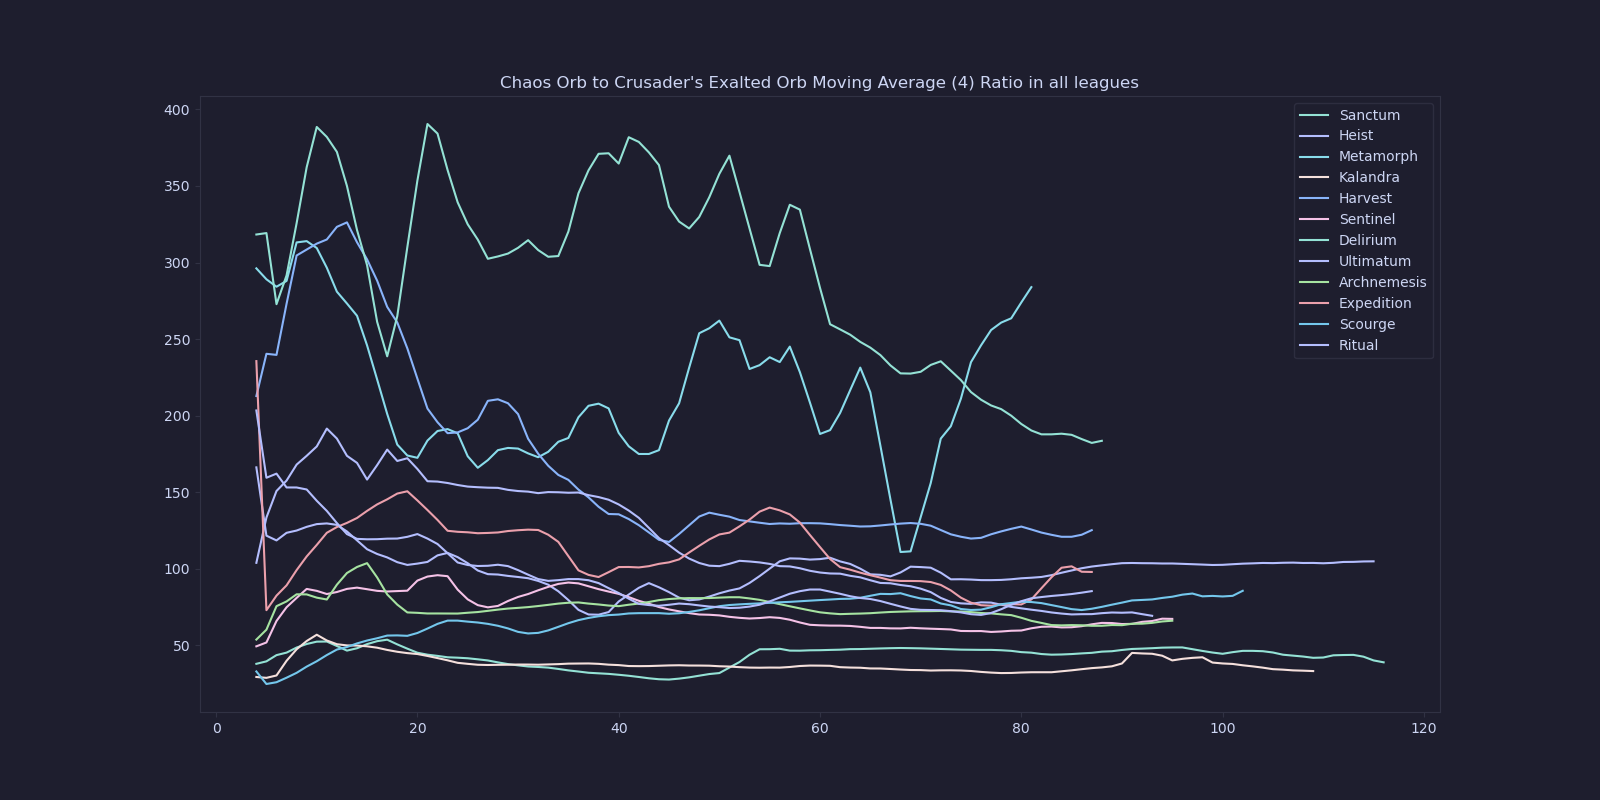 Chaos Orb to Crusader's Exalted Orb Moving Average (4) Ratio in all leagues
400
350
300
250
200
150
100
50
0
20
40
60
80
100
120
Sanctum
Heist
Metamorph
Kalandra
Harvest
Sentinel
Delirium
Ultimatum
Archnemesis
Expedition
Scourge
Ritual